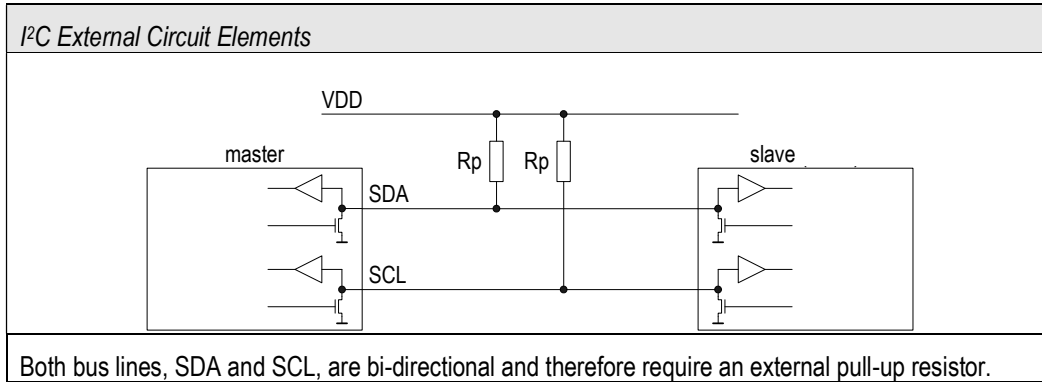 I²C External Circuit Elements
VDD
master Rp Rp slave
SDA
SCL
Both bus lines, SDA and SCL, are bi-directional and therefore require an external pull-up resistor.